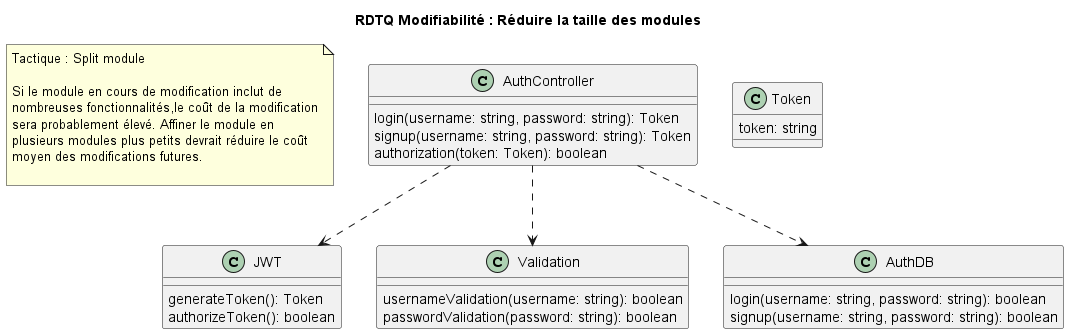 RDTQ Modifiabilité : Réduire la taille des modules
Tactique : Split module
Si le module en cours de modification inclut de
nombreuses fonctionnalités,le coût de la modification
sera probablement élevé. Affiner le module en
plusieurs modules plus petits devrait réduire le coût
moyen des modifications futures.
C AuthController
login(username: string, password: string): Token
signup(username: string, password: string): Token
authorization(token: Token): boolean
C Token
token: string
C JWT
generateToken(): Token
authorizeToken(): boolean
C Validation
usernameValidation(username: string): boolean
passwordValidation(password: string): boolean
C AuthDB
login(username: string, password: string): boolean
signup(username: string, password: string): boolean